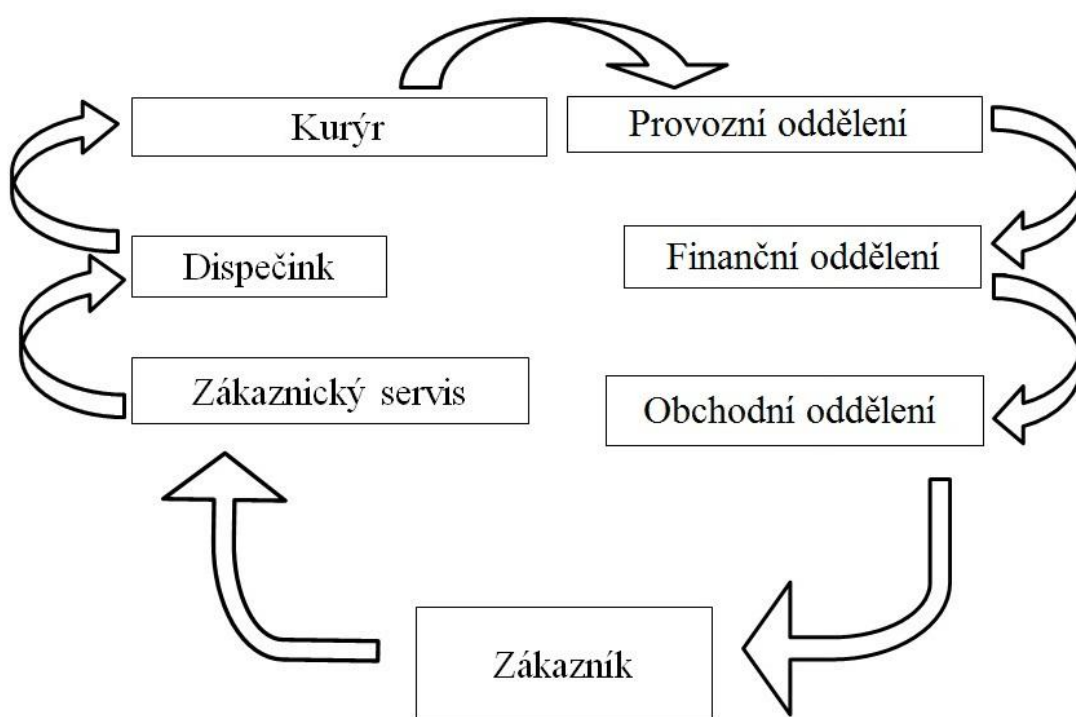 Kurýr
Provozní oddělení
Dispečink
Finanční oddělení
Zákaznický servis
Obchodní oddělení
Zákazník